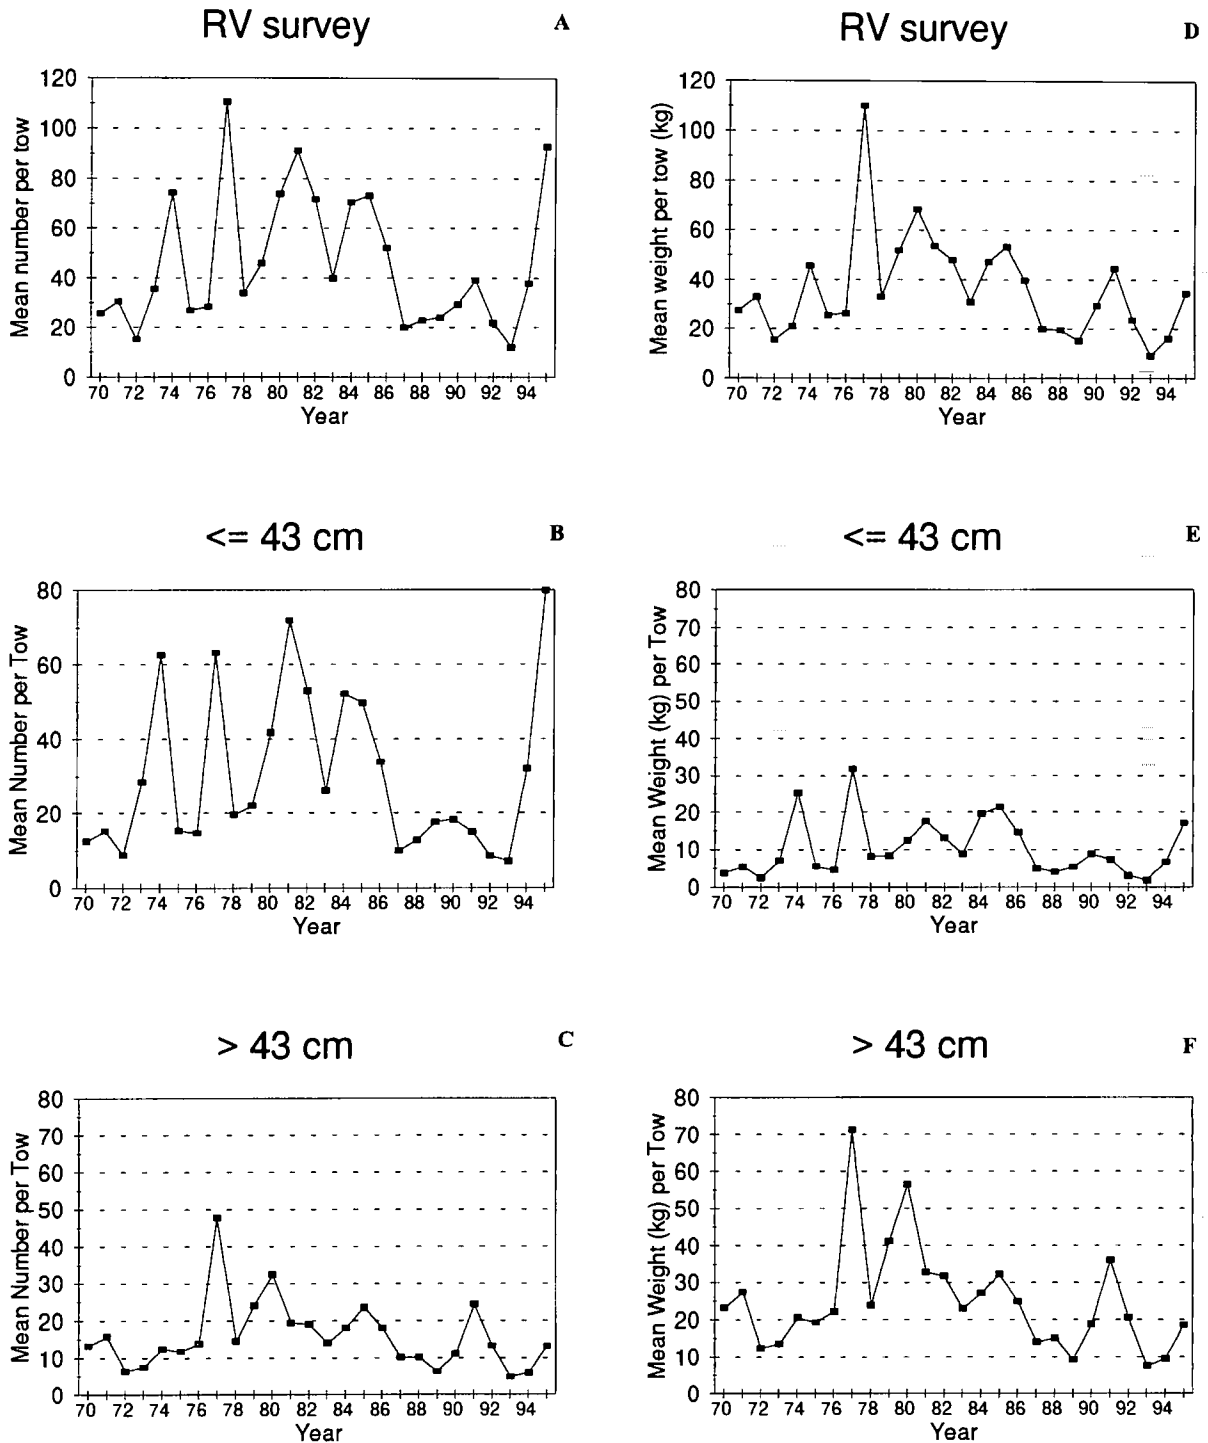 RV survey
A
Mean number per tow
120
100
80
60
40
20
0
70 72 74 76 78 80 82 84 86 88 90 92 94
Year
RV survey
D
Mean weight per tow (kg)
120
100
80
60
40
20
0
70 72 74 76 78 80 82 84 86 88 90 92 94
Year
<= 43 cm
B
Mean Number per Tow
80
60
40
20
0
70 72 74 76 78 80 82 84 86 88 90 92 94
Year
<= 43 cm
E
Mean Weight (kg) per Tow
80
70
60
50
40
30
20
10
0
70 72 74 76 78 80 82 84 86 88 90 92 94
Year
> 43 cm
C
Mean Number per Tow
80
70
60
50
40
30
20
10
0
70 72 74 76 78 80 82 84 86 88 90 92 94
Year
> 43 cm
F
Mean Weight (kg) per Tow
80
70
60
50
40
30
20
10
0
70 72 74 76 78 80 82 84 86 88 90 92 94
Year